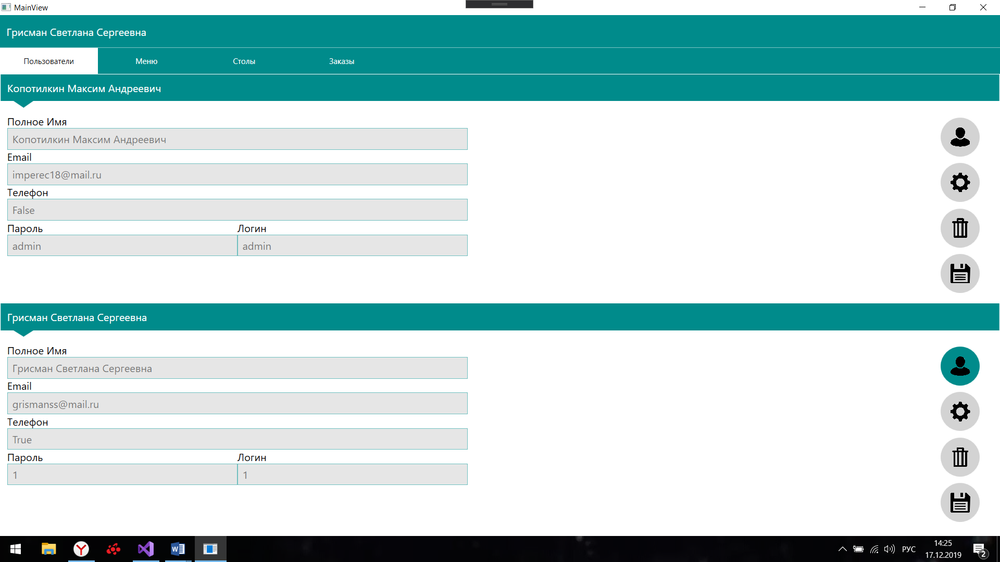 MainView
Грисман Светлана Сергеевна
Пользователи Меню Столы Заказы
Копотилкин Максим Андреевич
Полное Имя
Копотилкин Максим Андреевич
Email
imperec18@mail.ru
Телефон
False
Пароль Логин
admin admin
Грисман Светлана Сергеевна
Полное Имя
Грисман Светлана Сергеевна
Email
grismanss@mail.ru
Телефон
True
Пароль Логин
1 1
РУС
14:25
17.12.2019
2